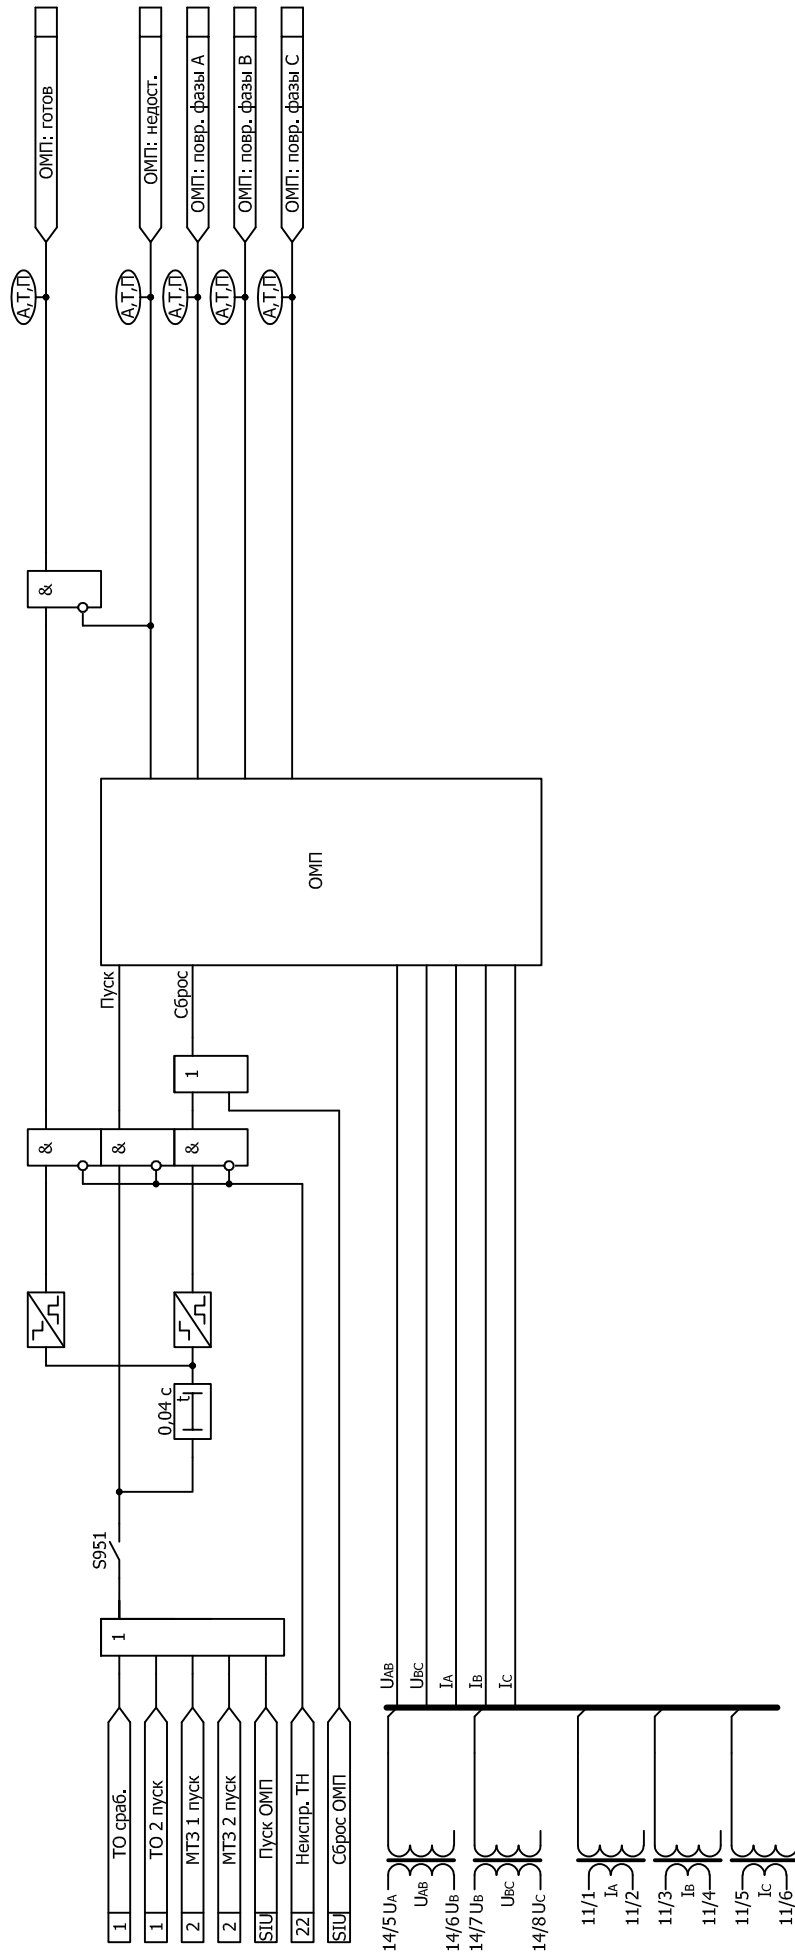 ОМП: готов
ОМП: недост.
ОМП: повр. фазы A
ОМП: повр. фазы B
ОМП: повр. фазы C
А,Т,П
А,Т,П
А,Т,П
А,Т,П
А,Т,П
&
ОМП
Пуск
Сброс
1
&
&
&
0,04 с
t
S951
1
1 ТО сраб.
1 ТО 2 пуск
2 МТЗ 1 пуск
2 МТЗ 2 пуск
SIU Пуск ОМП
22 Неиспр. ТН
SIU Сброс ОМП
UAB
UBC
IA
IB
IC
14/5 UA
UAB
14/6 UB
14/7 UB
UBC
14/8 UC
11/1
IA
11/2
11/3
IB
11/4
11/5
IC
11/6